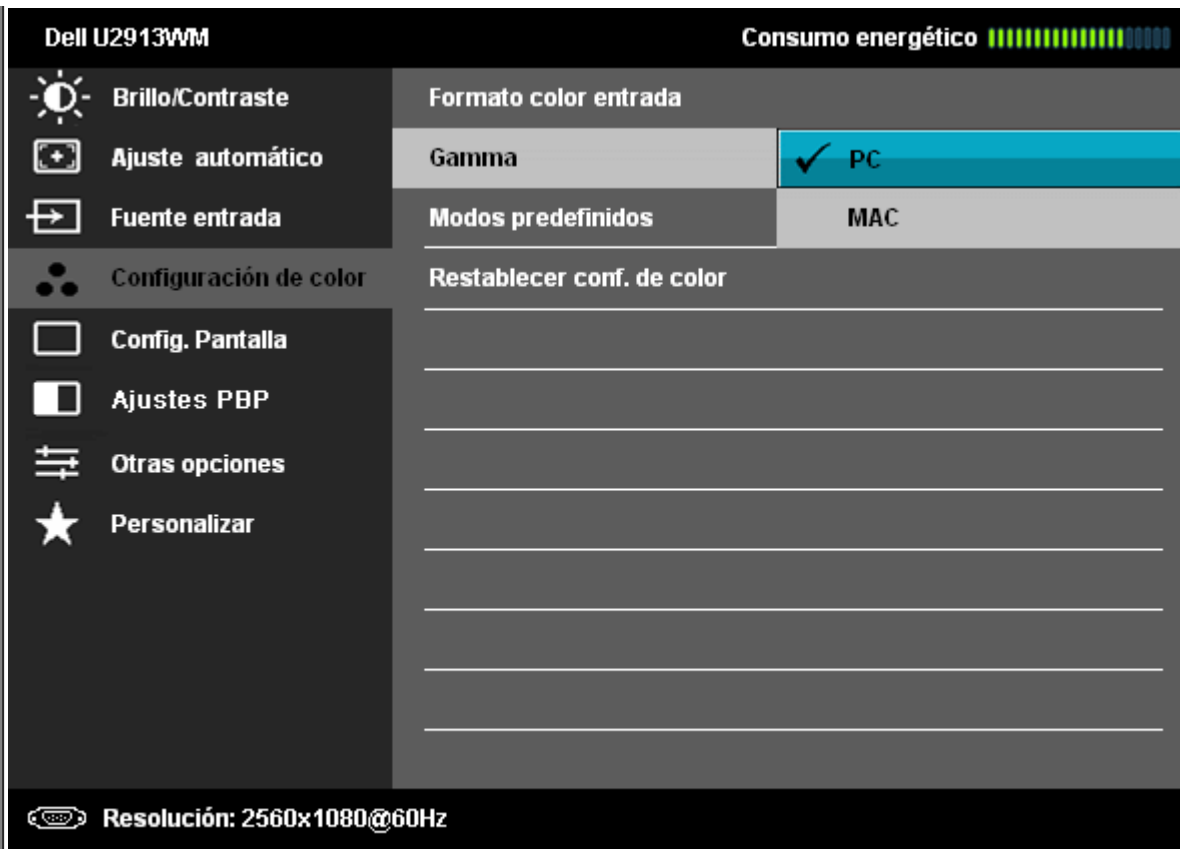 Dell U2913WM
Consumo energético
Brillo/Contraste
Formato color entrada
Ajuste automático
Gamma
PC
Fuente entrada
Modos predefinidos
MAC
Configuración de color
Restablecer conf. de color
Config. Pantalla
Ajustes PBP
Otras opciones
Personalizar
Resolución: 2560x1080@60Hz